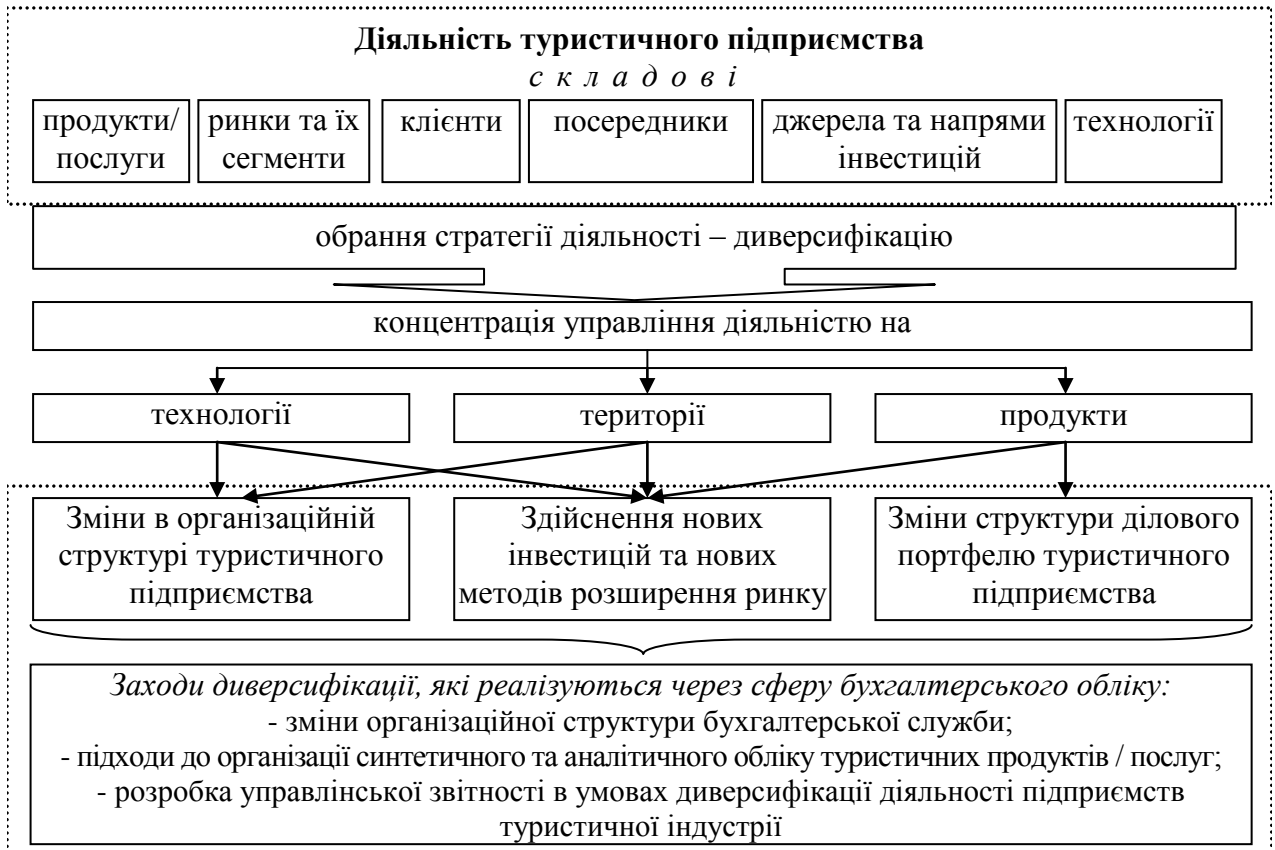 Діяльність туристичного підприємства
с к л а д о в і
продукти/
послуги
ринки та їх
сегменти
клієнти
посередники
джерела та напрями
інвестицій
технології
обрання стратегії діяльності – диверсифікацію
концентрація управління діяльністю на
технології
території
продукти
Зміни в організаційній
структурі туристичного
підприємства
Здійснення нових
інвестицій та нових
методів розширення ринку
Зміни структури ділового
портфелю туристичного
підприємства
Заходи диверсифікації, які реалізуються через сферу бухгалтерського обліку:
- зміни організаційної структури бухгалтерської служби;
- підходи до організації синтетичного та аналітичного обліку туристичних продуктів / послуг;
- розробка управлінської звітності в умовах диверсифікації діяльності підприємств
туристичної індустрії